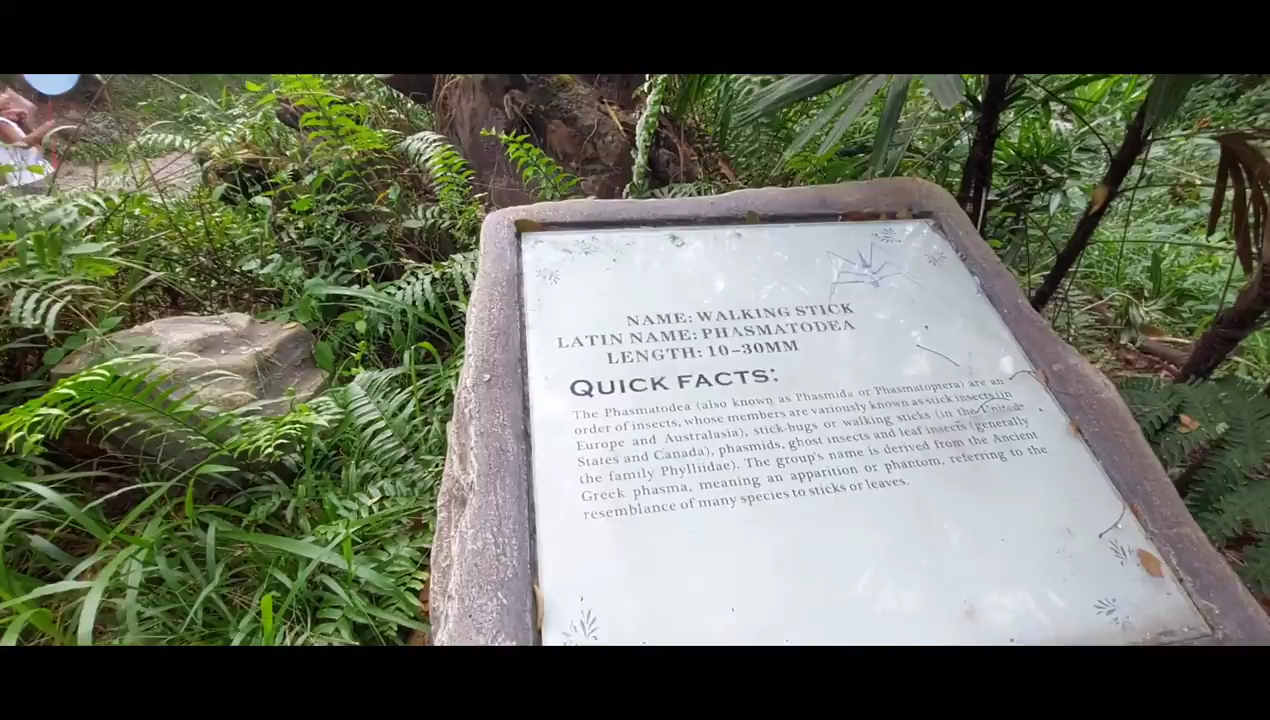 NAME: WALKING STICK
LATIN NAME: PHASMATODEA
LENGTH: 10-30MM
QUICK FACTS:
The Phasmatodea (also known as Phasmida or Phasmatoptera) are an
order of insects, whose members are variously known as stick insects (in
Europe and Australasia), stick-bugs or walking sticks (in the United
States and Canada), phasmids, ghost insects and leaf insects (generally
the family Phylliidae). The group's name is derived from the Ancient
Greek phasma, meaning an apparition or phantom, referring to the
resemblance of many species to sticks or leaves.